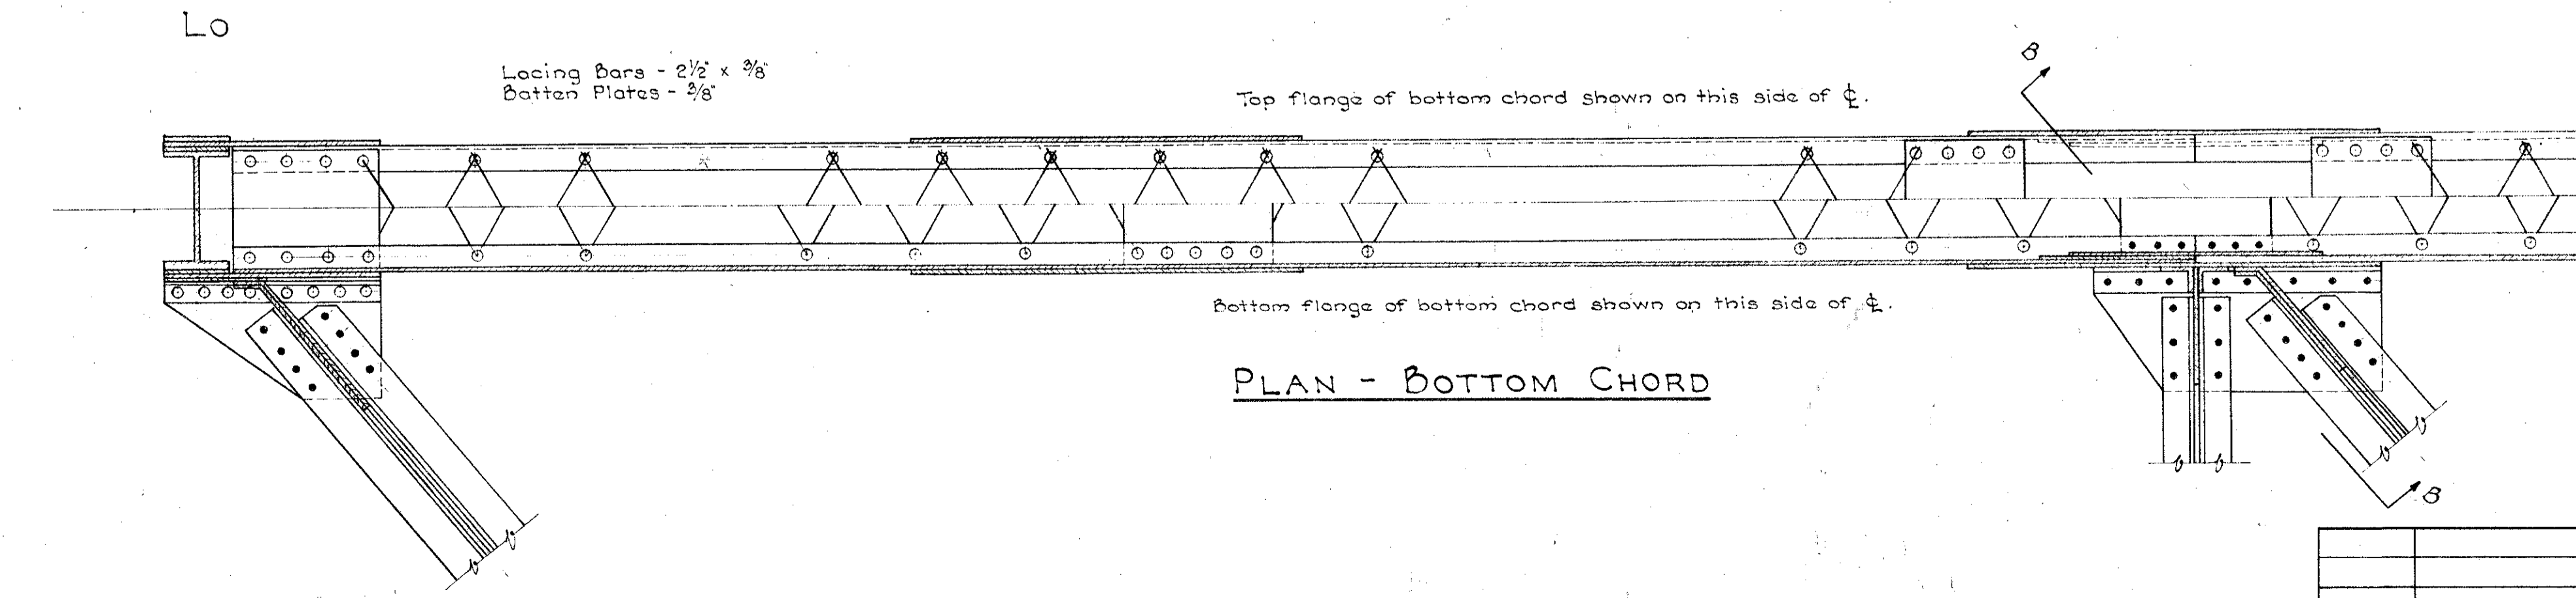 L0
Lacing Bars - 2½" x ⅜"
Batten Plates - ⅜"
B
Top flange of bottom chord shown on this side of ℄.
Bottom flange of bottom chord shown on this side of ℄.
PLAN - BOTTOM CHORD
B